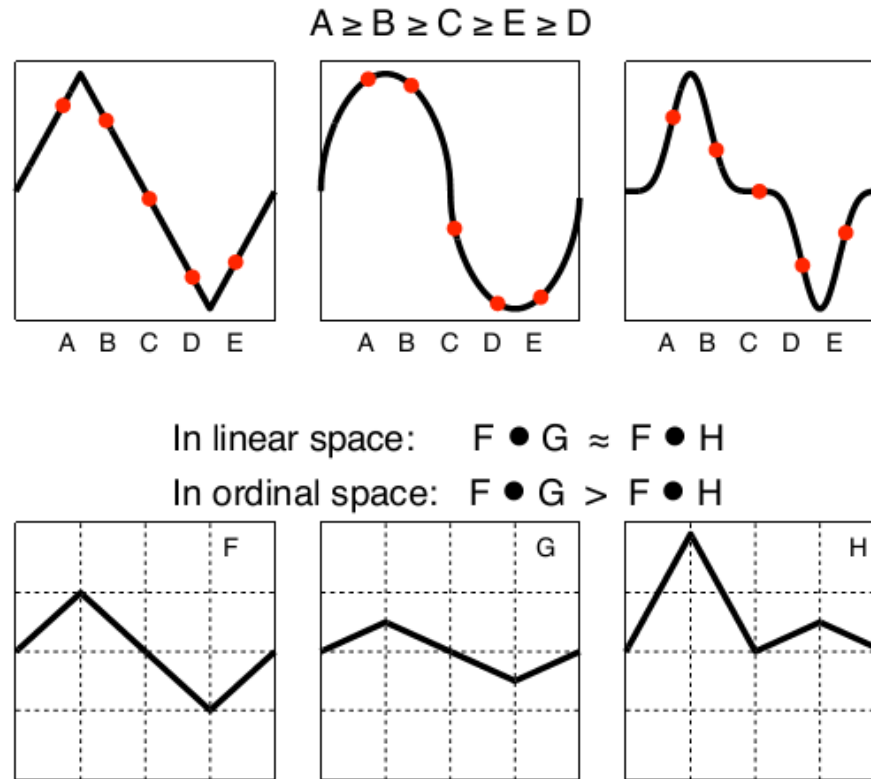 A ≥ B ≥ C ≥ E ≥ D
A B C D E
A B C D E
A B C D E
In linear space: F ● G ≈ F ● H
In ordinal space: F ● G > F ● H
F
G
H